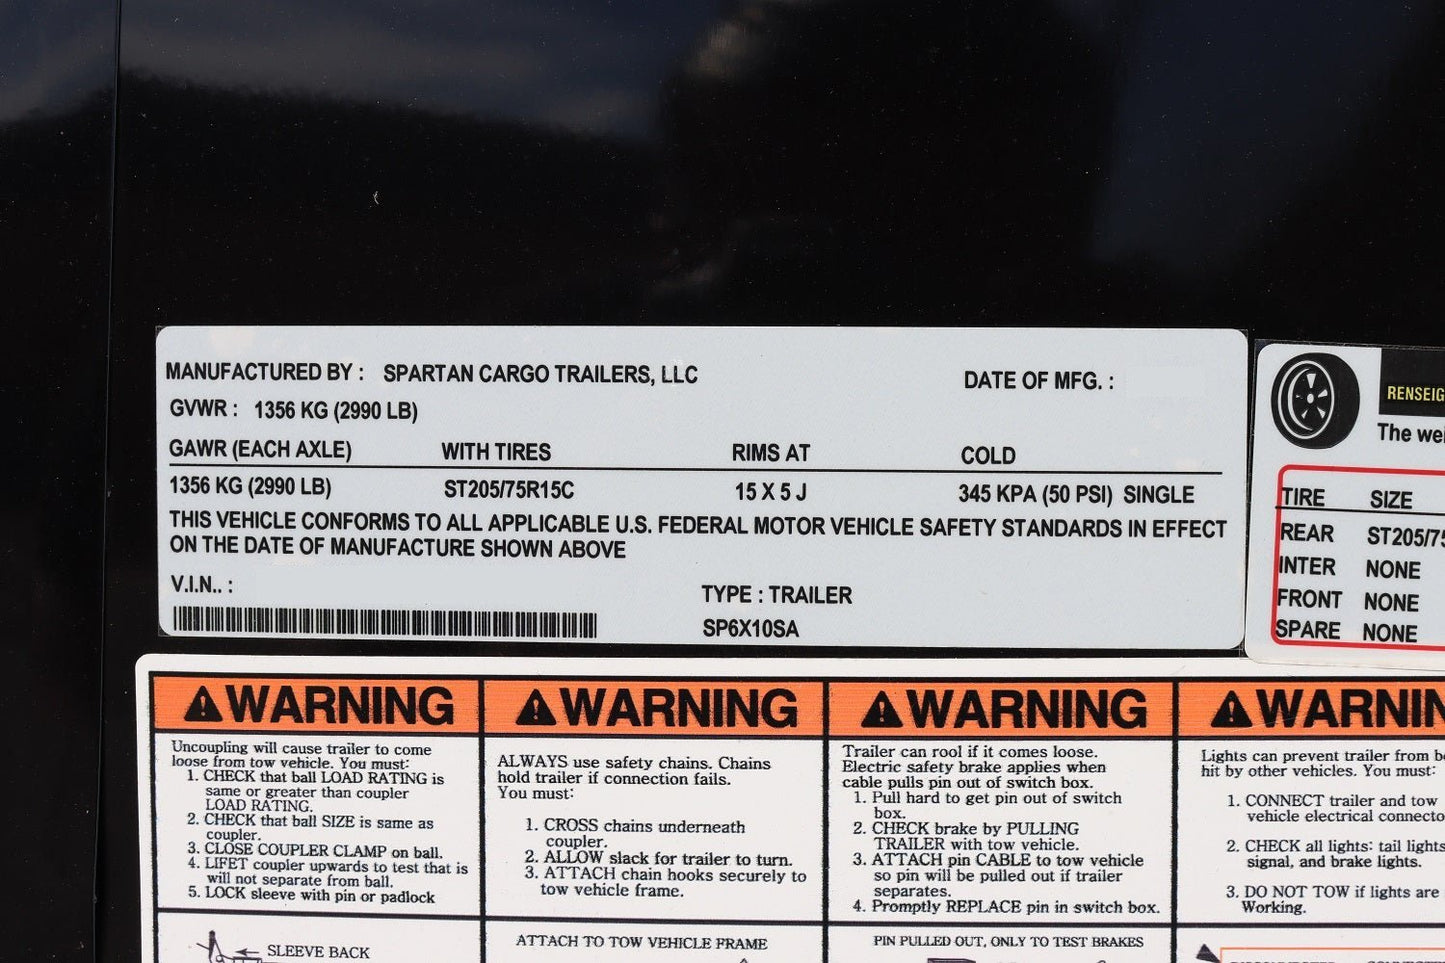 MANUFACTURED BY : SPARTAN CARGO TRAILERS, LLC DATE OF MFG. :
GVWR : 1356 KG (2990 LB)
GAWR (EACH AXLE) WITH TIRES RIMS AT COLD
1356 KG (2990 LB) ST205/75R15C 15 X 5 J 345 KPA (50 PSI) SINGLE
THIS VEHICLE CONFORMS TO ALL APPLICABLE U.S. FEDERAL MOTOR VEHICLE SAFETY STANDARDS IN EFFECT
ON THE DATE OF MANUFACTURE SHOWN ABOVE
V.I.N.. : TYPE : TRAILER
SP6X10SA
RENSEIG
The wei
TIRE SIZE
REAR ST205/75
INTER NONE
FRONT NONE
SPARE NONE
WARNING
Uncoupling will cause trailer to come
loose from tow vehicle. You must:
1. CHECK that ball LOAD RATING is
same or greater than coupler
LOAD RATING.
2. CHECK that ball SIZE is same as
coupler.
3. CLOSE COUPLER CLAMP on ball.
4. LIFET coupler upwards to test that is
will not separate from ball.
5. LOCK sleeve with pin or padlock
SLEEVE BACK
WARNING
ALWAYS use safety chains. Chains
hold trailer if connection fails.
You must:
1. CROSS chains underneath
coupler.
2. ALLOW slack for trailer to turn.
3. ATTACH chain hooks securely to
tow vehicle frame.
ATTACH TO TOW VEHICLE FRAME
WARNING
Trailer can rool if it comes loose.
Electric safety brake applies when
cable pulls pin out of switch box.
1. Pull hard to get pin out of switch
box.
2. CHECK brake by PULLING
TRAILER with tow vehicle.
3. ATTACH pin CABLE to tow vehicle
so pin will be pulled out if trailer
separates.
4. Promptly REPLACE pin in switch box.
PIN PULLED OUT, ONLY TO TEST BRAKES
WARNIN
Lights can prevent trailer from be
hit by other vehicles. You must:
1. CONNECT trailer and tow
vehicle electrical connecto
2. CHECK all lights: tail lights
signal, and brake lights.
3. DO NOT TOW if lights are
Working.